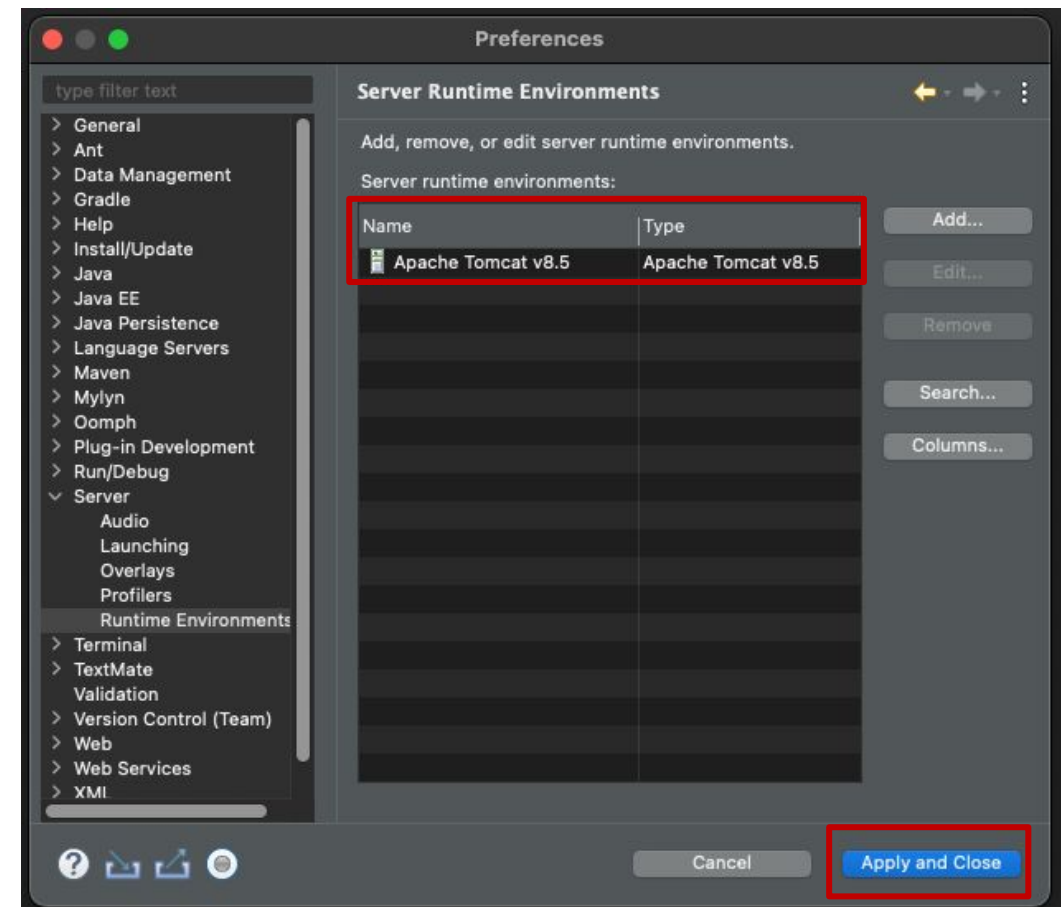 Preferences
type filter text
General
Ant
Data Management
Gradle
Help
Install/Update
Java
Java EE
Java Persistence
Language Servers
Maven
Mylyn
Oomph
Plug-in Development
Run/Debug
Server
Audio
Launching
Overlays
Profilers
Runtime Environments
Terminal
TextMate
Validation
Version Control (Team)
Web
Web Services
XML
Server Runtime Environments
Add, remove, or edit server runtime environments.
Server runtime environments:
Name Type
Apache Tomcat v8.5 Apache Tomcat v8.5
Add...
Edit...
Remove
Search...
Columns...
?
Cancel
Apply and Close